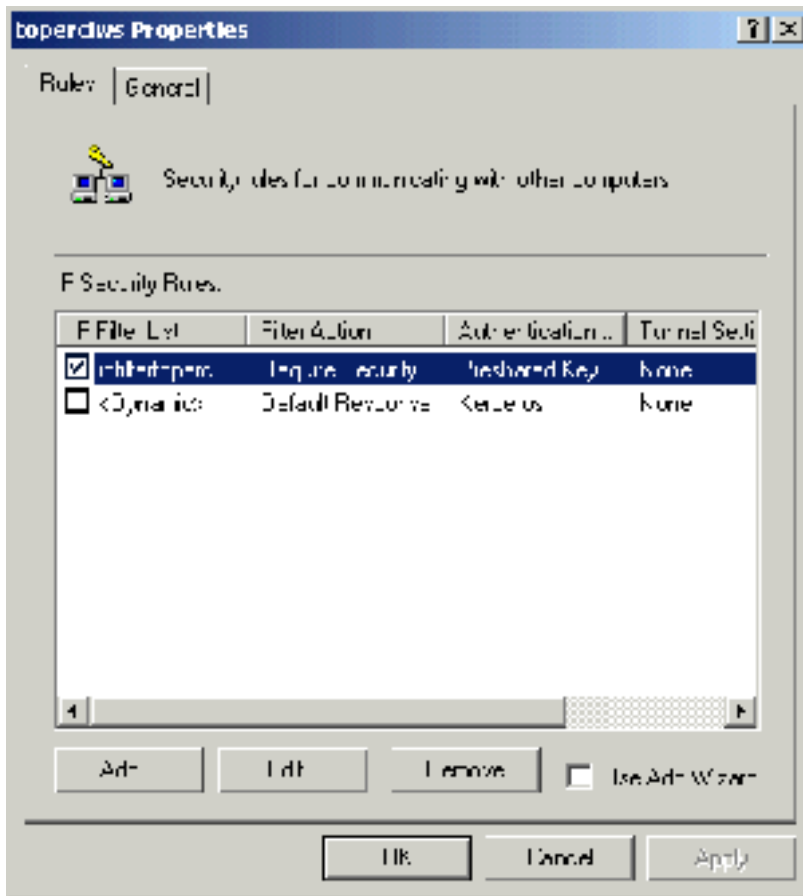 toperclws Properties
Rules General
Security rules for communicating with other computers
IP Security Rules:
IP Filter List Filter Action Authentication... Tunnel Setti
Require Security Preshared Key None
<Dynamic> Default Response Kerberos None
Add... Edit... Remove Use Add Wizard
OK Cancel Apply